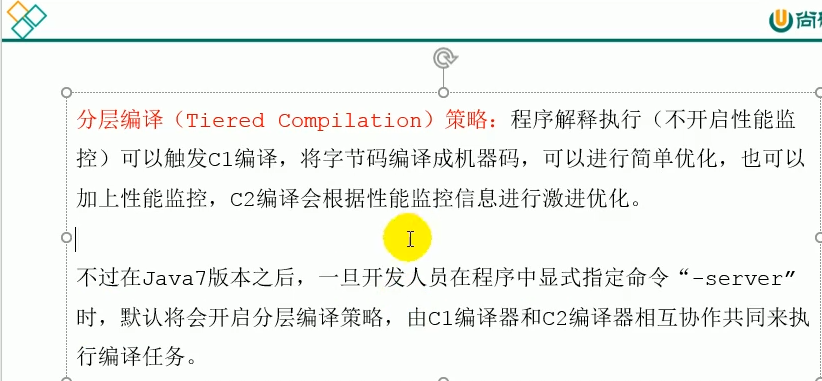 尚
分层编译（Tiered Compilation）策略：程序解释执行（不开启性能监
控）可以触发C1编译，将字节码编译成机器码，可以进行简单优化，也可以
加上性能监控，C2编译会根据性能监控信息进行激进优化。
不过在Java7版本之后，一旦开发人员在程序中显式指定命令“-server”
时，默认将会开启分层编译策略，由C1编译器和C2编译器相互协作共同来执
行编译任务。